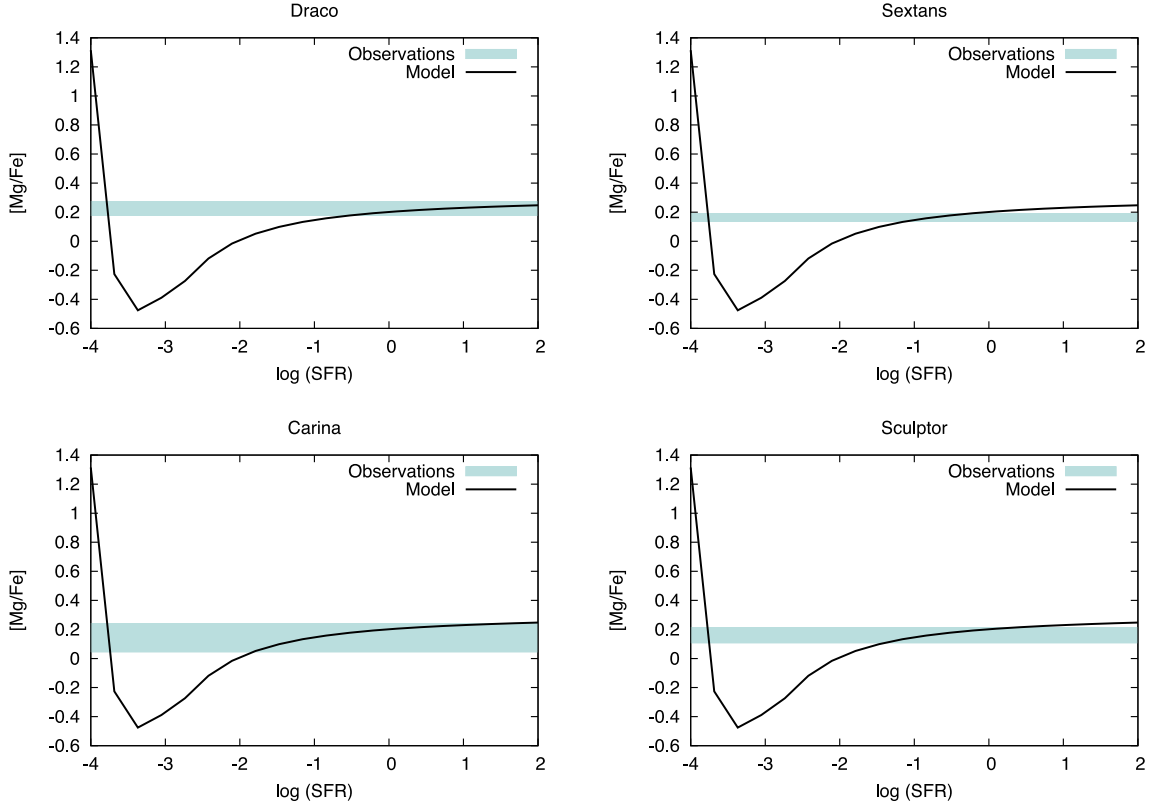 Draco
1.4
1.2
1
0.8
0.6
0.4
0.2
0
-0.2
-0.4
-0.6
[Mg/Fe]
Observations
Model
-4 -3 -2 -1 0 1 2
log (SFR)
Sextans
1.4
1.2
1
0.8
0.6
0.4
0.2
0
-0.2
-0.4
-0.6
[Mg/Fe]
Observations
Model
-4 -3 -2 -1 0 1 2
log (SFR)
Carina
1.4
1.2
1
0.8
0.6
0.4
0.2
0
-0.2
-0.4
-0.6
[Mg/Fe]
Observations
Model
-4 -3 -2 -1 0 1 2
log (SFR)
Sculptor
1.4
1.2
1
0.8
0.6
0.4
0.2
0
-0.2
-0.4
-0.6
[Mg/Fe]
Observations
Model
-4 -3 -2 -1 0 1 2
log (SFR)